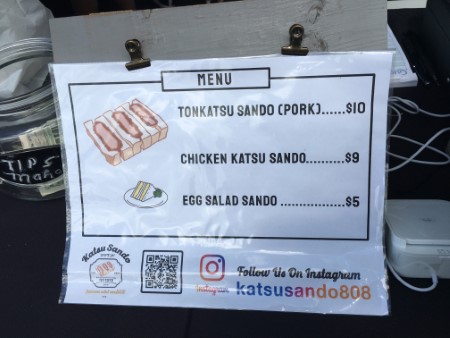 MENU
TONKATSU SANDO (PORK)......$10
CHICKEN KATSU SANDO..........$9
EGG SALAD SANDO .................$5
TIPS
Katsu Sando
Follow Us On Instagram
Instagram
katsusando808